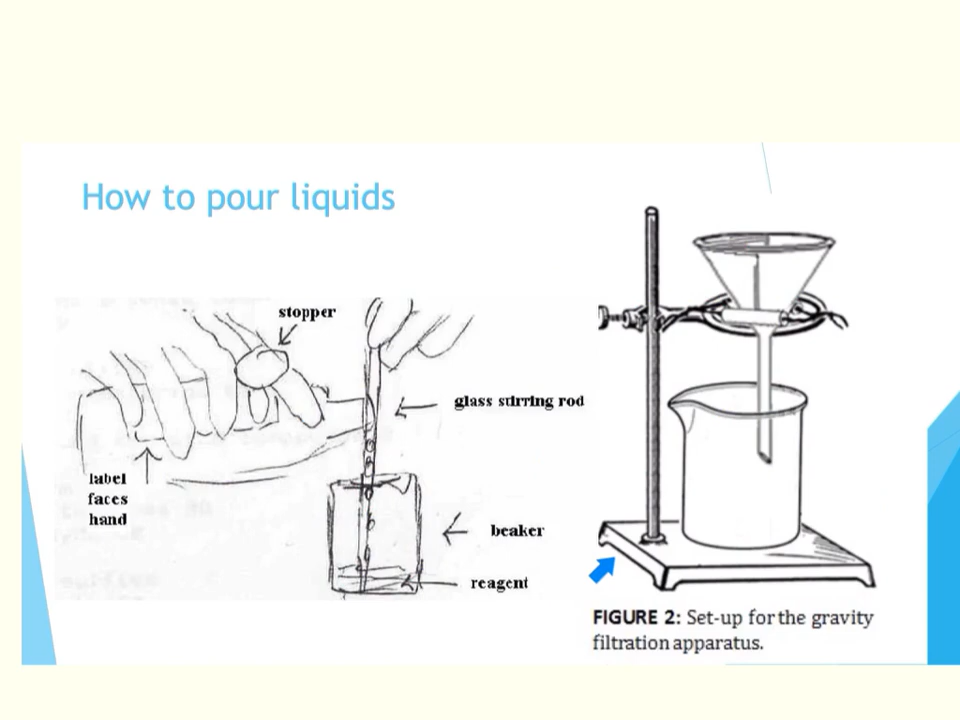 How to pour liquids
stopper
glass stirring rod
label
faces
hand
beaker
reagent
FIGURE 2: Set-up for the gravity
filtration apparatus.